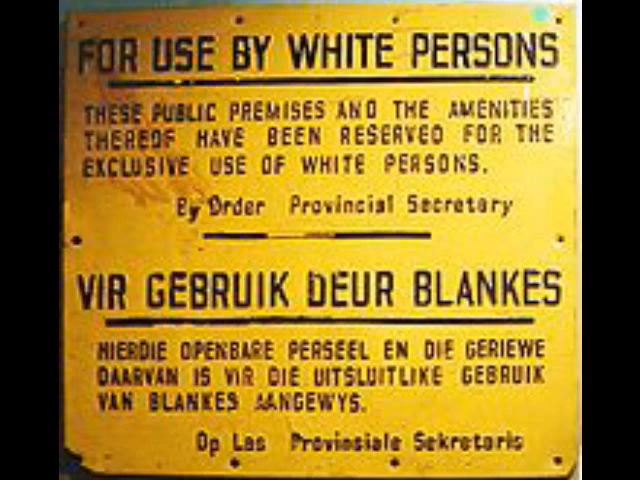 FOR USE BY WHITE PERSONS
THESE PUBLIC PREMISES AND THE AMENITIES
THEREOF HAVE BEEN RESERVED FOR THE
EXCLUSIVE USE OF WHITE PERSONS.
By Order Provincial Secretary
VIR GEBRUIK DEUR BLANKES
HIERDIE OPENBARE PERSEEL EN DIE GERIEWE
DAARVAN IS VIR DIE UITSLUITLIKE GEBRUIK
VAN BLANKES AANGEWYS.
Op Las Provinsiale Sekretaris